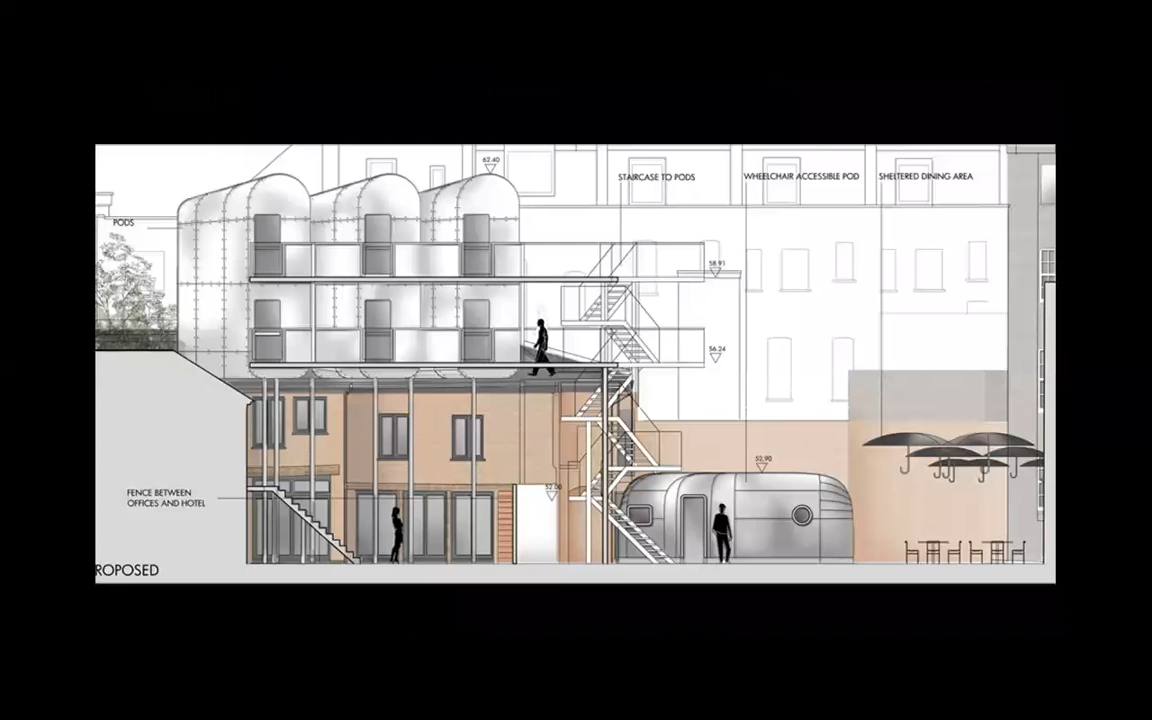 62.40
STAIRCASE TO PODS
WHEELCHAIR ACCESSIBLE POD
SHELTERED DINING AREA
PODS
58.91
56.24
52.90
FENCE BETWEEN
OFFICES AND HOTEL
52.00
ROPOSED